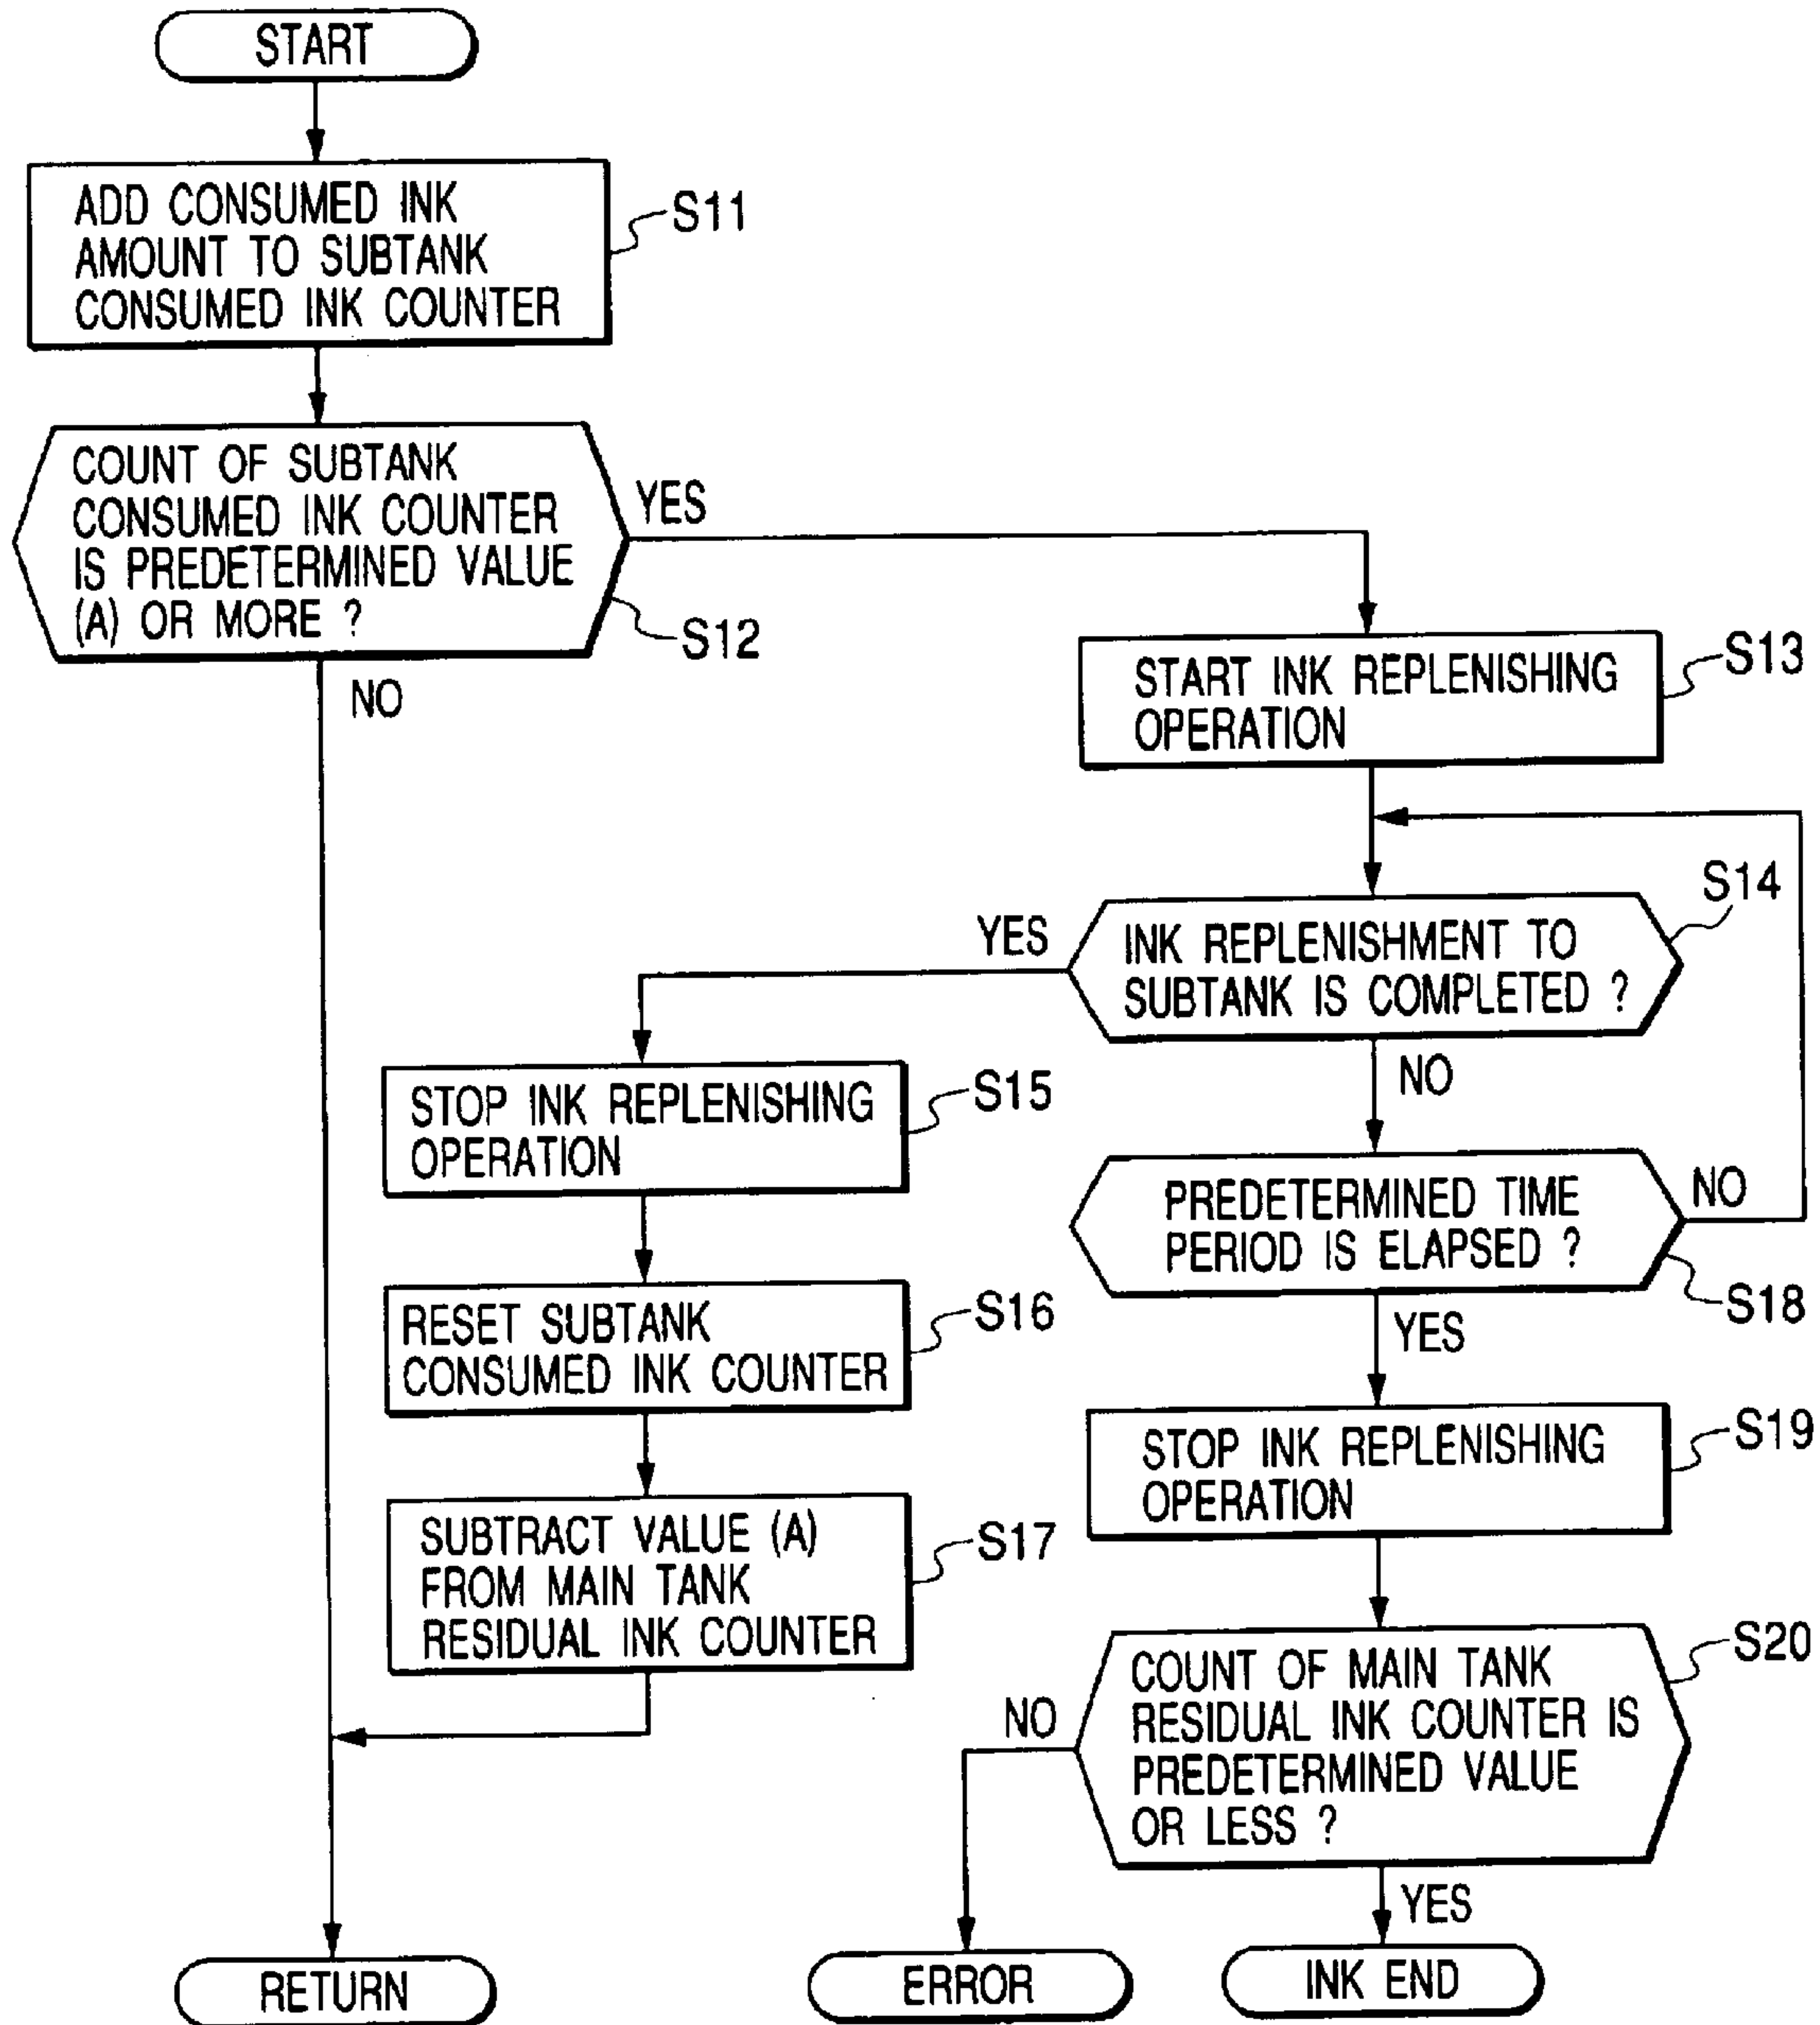 START
ADD CONSUMED INK
AMOUNT TO SUBTANK
CONSUMED INK COUNTER
S11
COUNT OF SUBTANK
CONSUMED INK COUNTER
IS PREDETERMINED VALUE
(A) OR MORE ?
YES
S12
NO
START INK REPLENISHING
OPERATION
S13
INK REPLENISHMENT TO
SUBTANK IS COMPLETED ?
S14
YES
NO
STOP INK REPLENISHING
OPERATION
S15
RESET SUBTANK
CONSUMED INK COUNTER
S16
SUBTRACT VALUE (A)
FROM MAIN TANK
RESIDUAL INK COUNTER
S17
PREDETERMINED TIME
PERIOD IS ELAPSED ?
NO
S18
YES
STOP INK REPLENISHING
OPERATION
S19
COUNT OF MAIN TANK
RESIDUAL INK COUNTER IS
PREDETERMINED VALUE
OR LESS ?
S20
NO
YES
RETURN
ERROR
INK END